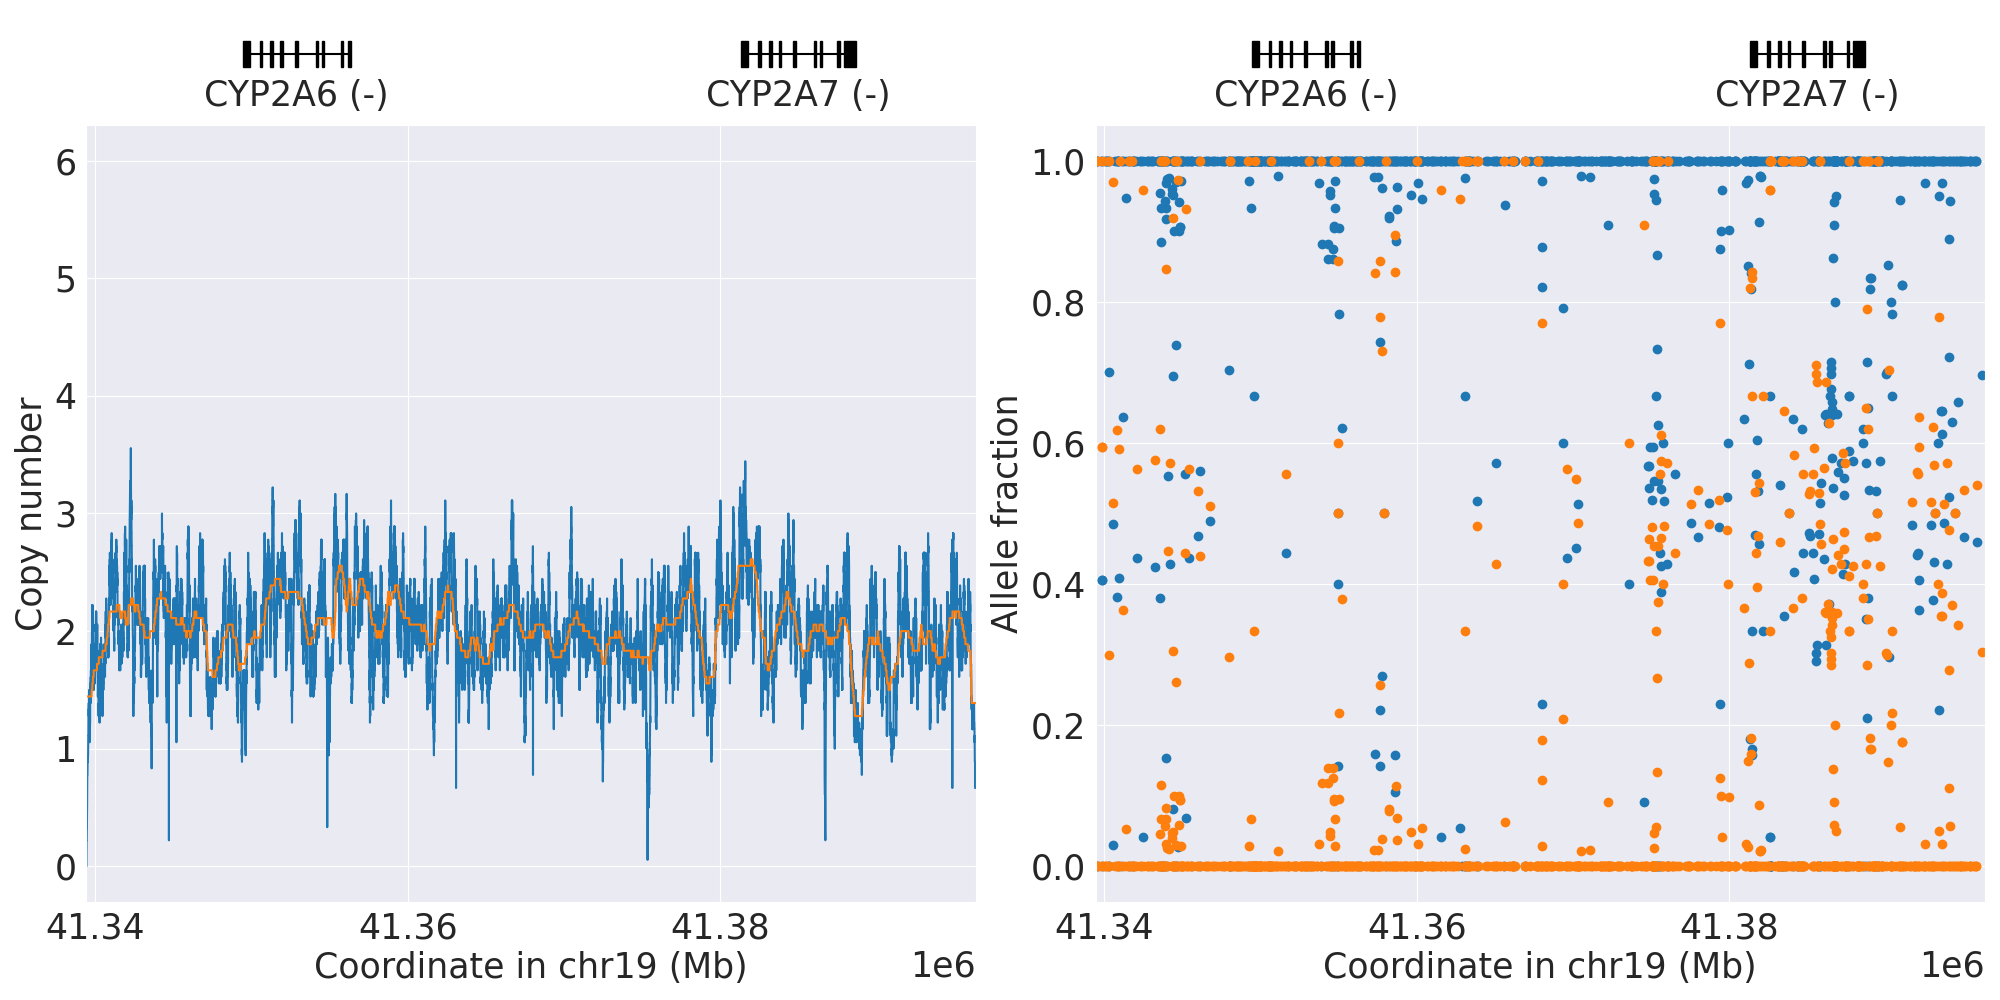 CYP2A6 (-) CYP2A7 (-) CYP2A6 (-) CYP2A7 (-)
6
5
4
3
2
1
0
Copy number
41.34 41.36 41.38
Coordinate in chr19 (Mb) 1e6
1.0
0.8
0.6
0.4
0.2
0.0
Allele fraction
41.34 41.36 41.38
Coordinate in chr19 (Mb) 1e6